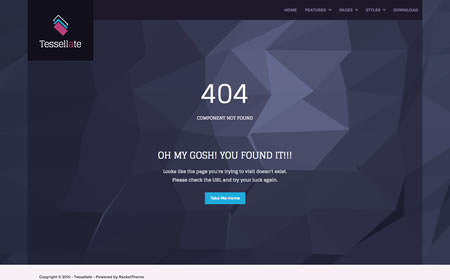 HOME FEATURES PAGES STYLES DOWNLOAD
Tessellate
404
COMPONENT NOT FOUND
OH MY GOSH! YOU FOUND IT!!!
Looks like the page you're trying to visit doesn't exist.
Please check the URL and try your luck again.
Take Me Home
Copyright © 2014 - Tessellate - Powered by RocketTheme